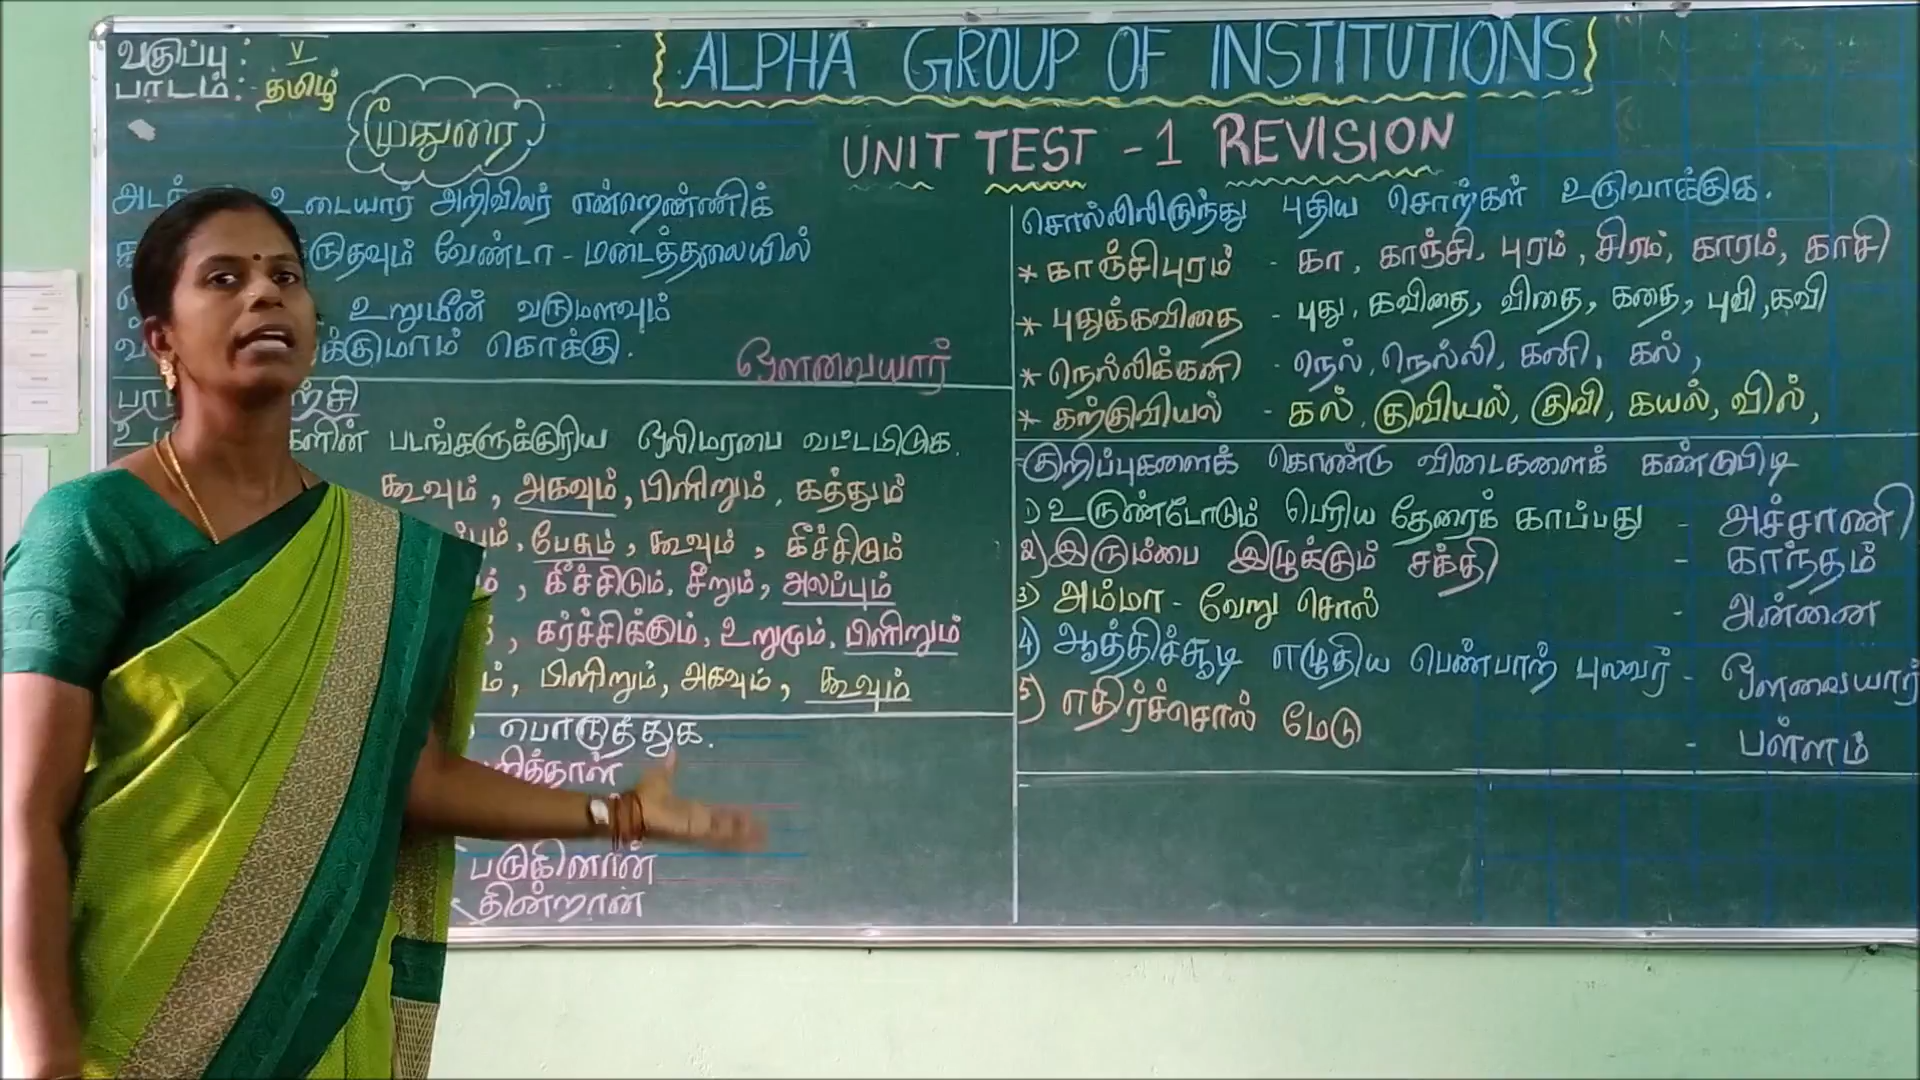 வகுப்பு : V
பாடம் : தமிழ்
ALPHA GROUP OF INSTITUTIONS
UNIT TEST - 1 REVISION
மூதுரை
உடையார் அறிவிலர் என்றெண்ணிக்
வேண்டா - மடைத்தலையில்
உறுமீன் வருமளவும்
கொக்கு.
ஔவையார்
படங்களுக்குரிய ஒலிமரபை வட்டமிடுக.
கூவும், அகவும், பிளிறும், கத்தும்
பேசும், கூவும், கீச்சிடும்
, கீச்சிடும், சீறும், அலப்பும்
, கர்ச்சிக்கும், உறுமும், பிளிறும்
, பிளிறும், அகவும், கூவும்
பொருத்துக.
பருகினான்
தின்றான்
சொல்லிலிருந்து புதிய சொற்கள் உருவாக்குக.
* காஞ்சிபுரம் - கா, காஞ்சி, புரம், சிரம், காரம், காசி
* புதுக்கவிதை - புது, கவிதை, விதை, கதை, புவி, கவி
* நெல்லிக்கனி - நெல், நெல்லி, கனி, கல்,
* கற்குவியல் - கல், குவியல், குவி, கயல், வில்,
குறிப்புகளைக் கொண்டு விடைகளைக் கண்டுபிடி
1) உருண்டோடும் பெரிய தேரைக் காப்பது - அச்சாணி
2) இரும்பை இழுக்கும் சக்தி - காந்தம்
3) அம்மா - வேறு சொல் - அன்னை
4) ஆத்திச்சூடி எழுதிய பெண்பாற் புலவர் - ஔவையார்
5) எதிர்ச்சொல் மேடு - பள்ளம்